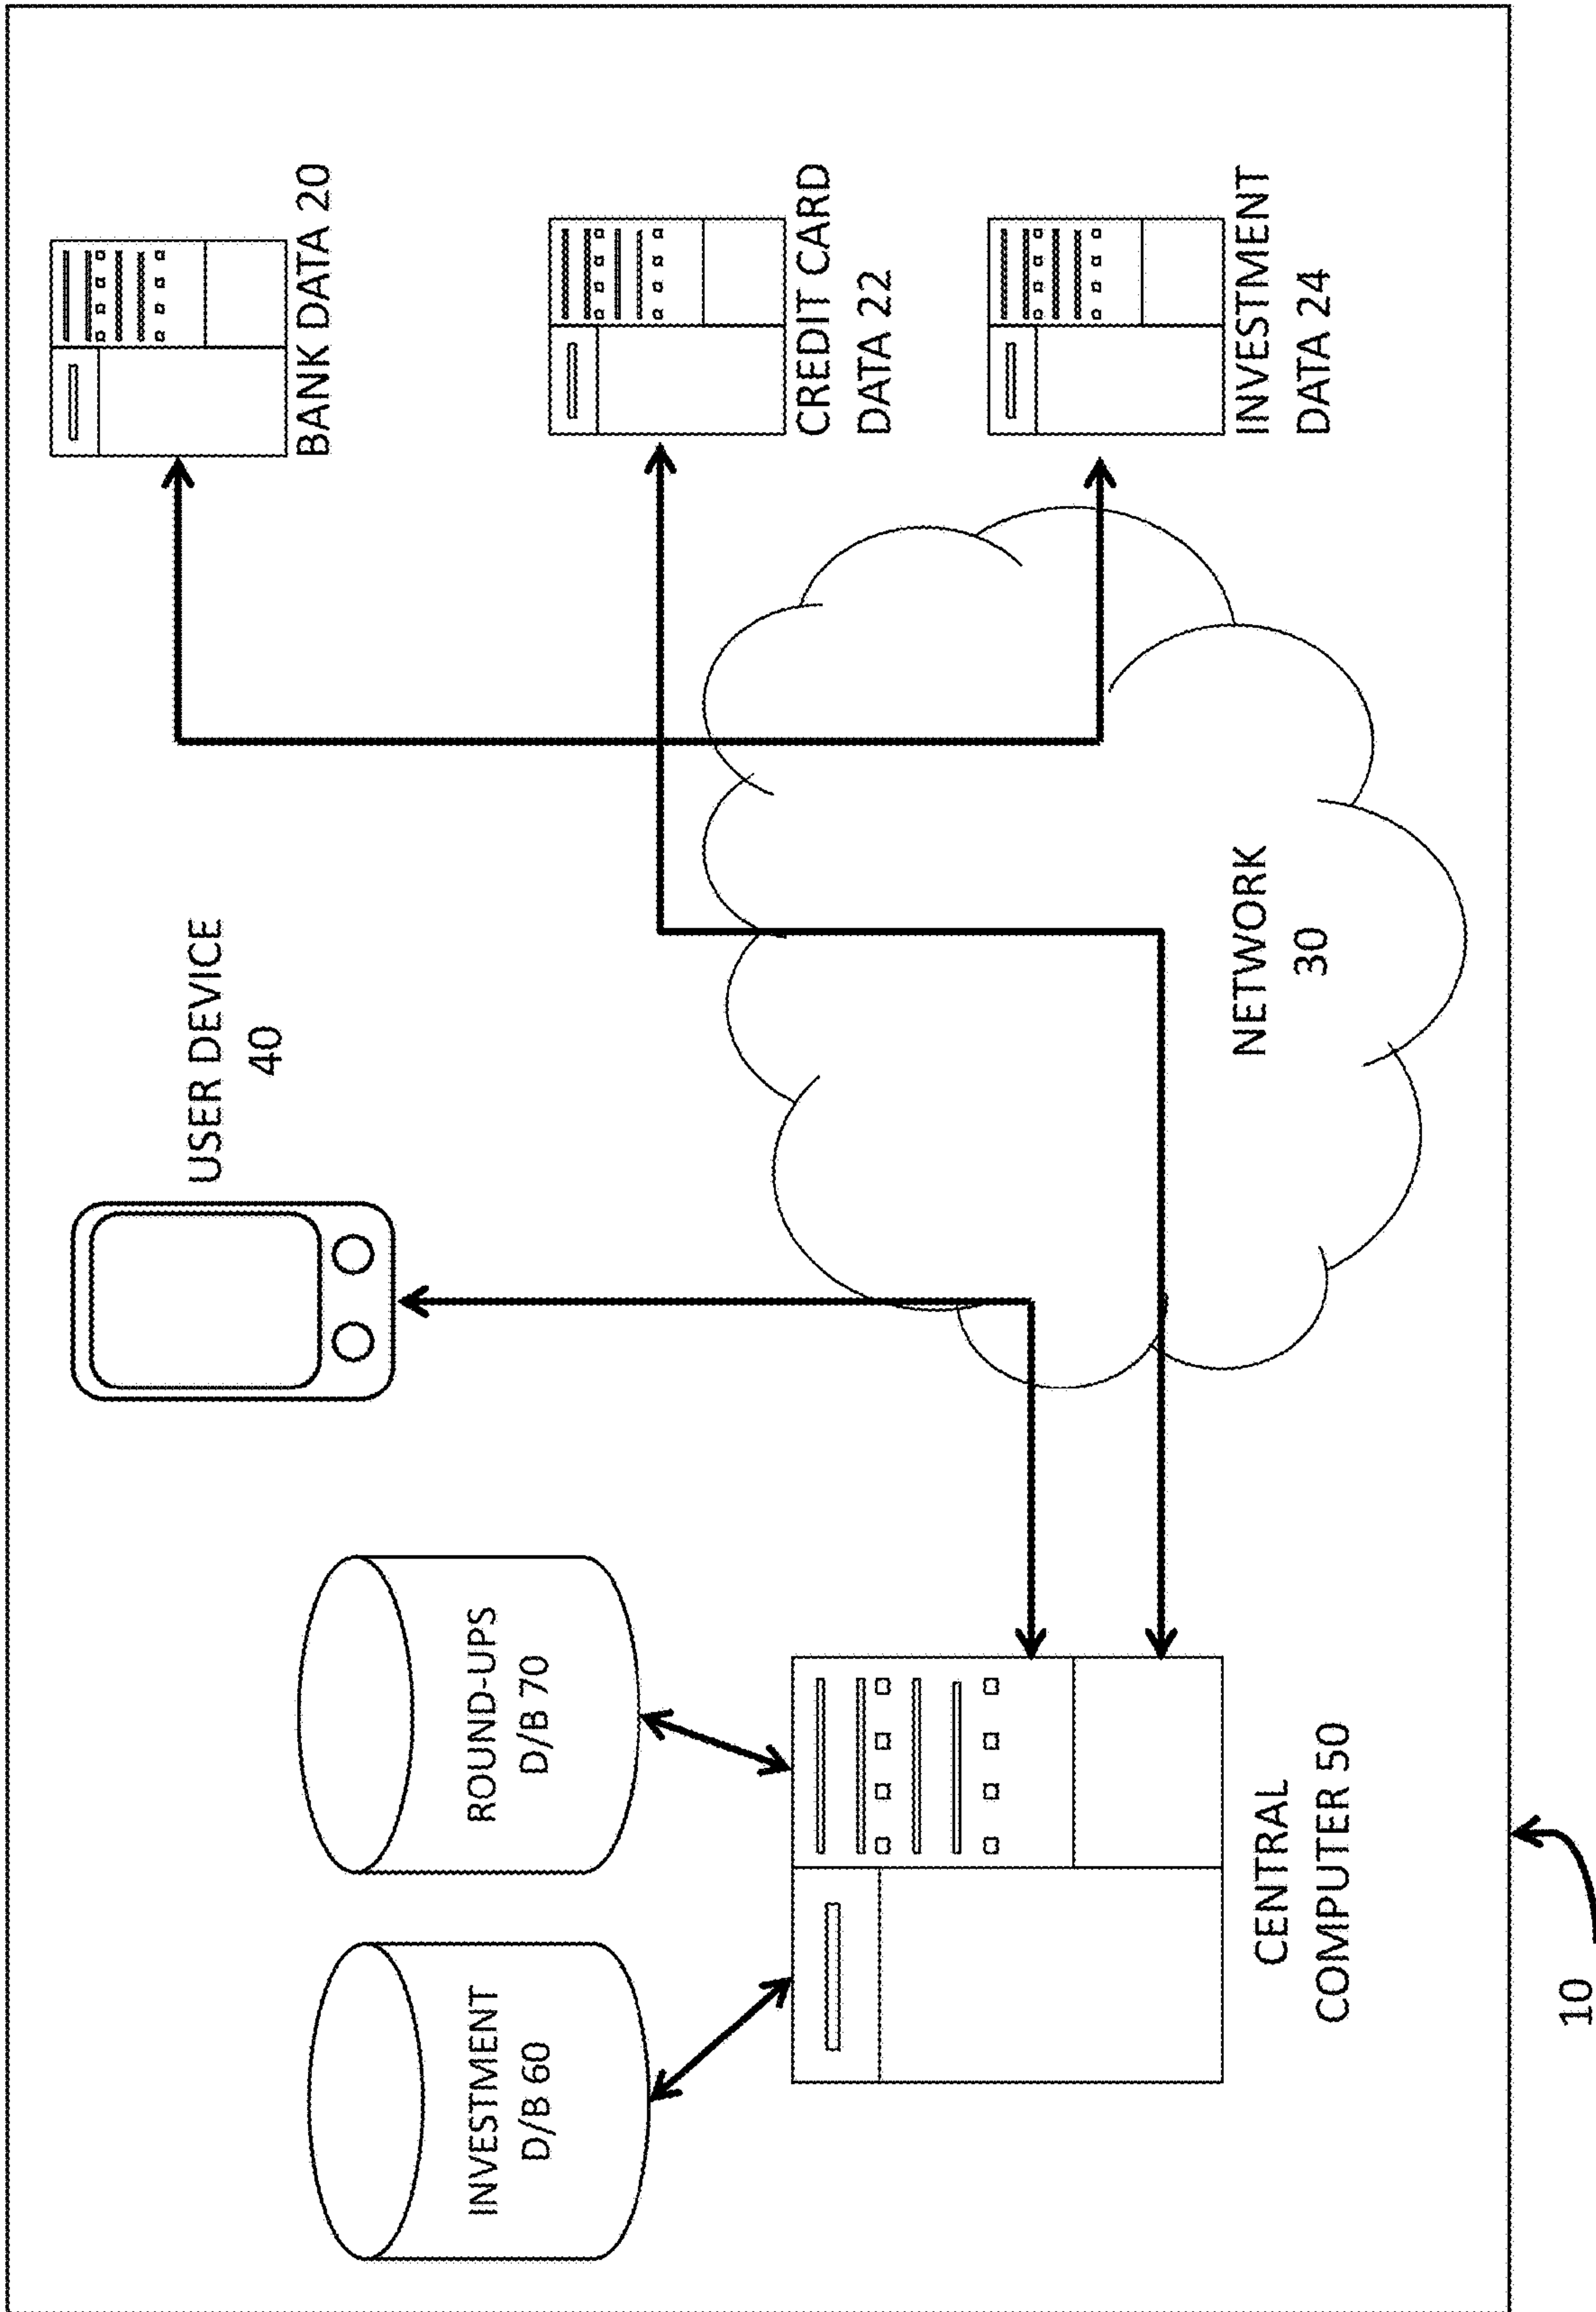 INVESTMENT
D/B 60
ROUND-UPS
D/B 70
USER DEVICE
40
BANK DATA 20
CREDIT CARD
DATA 22
INVESTMENT
DATA 24
NETWORK
30
CENTRAL
COMPUTER 50
10